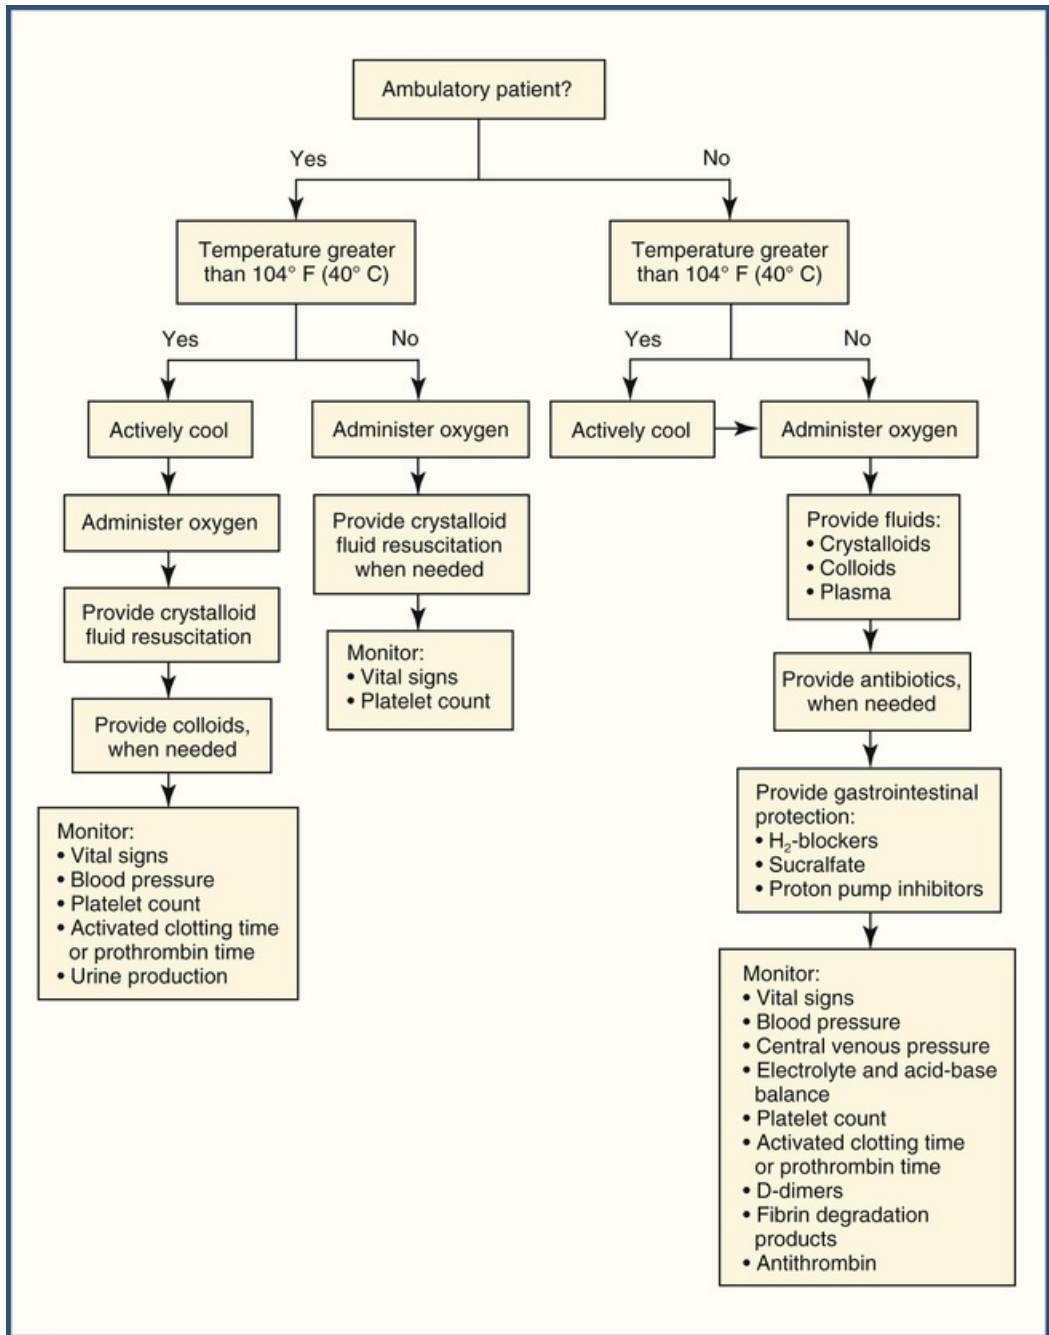 Ambulatory patient?
Yes
No
Temperature greater
than 104° F (40° C)
Temperature greater
than 104° F (40° C)
Yes
No
Yes
No
Actively cool
Administer oxygen
Actively cool
Administer oxygen
Administer oxygen
Provide crystalloid
fluid resuscitation
when needed
Provide fluids:
• Crystalloids
• Colloids
• Plasma
Provide crystalloid
fluid resuscitation
Monitor:
• Vital signs
• Platelet count
Provide antibiotics,
when needed
Provide colloids,
when needed
Provide gastrointestinal
protection:
• H₂-blockers
• Sucralfate
• Proton pump inhibitors
Monitor:
• Vital signs
• Blood pressure
• Platelet count
• Activated clotting time
or prothrombin time
• Urine production
Monitor:
• Vital signs
• Blood pressure
• Central venous pressure
• Electrolyte and acid-base
balance
• Platelet count
• Activated clotting time
or prothrombin time
• D-dimers
• Fibrin degradation
products
• Antithrombin